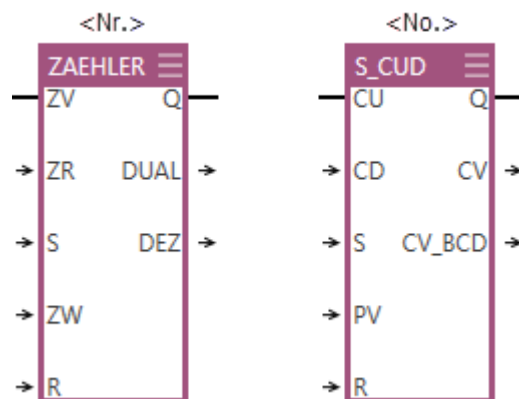 <Nr.>
ZAEHLER
ZV Q
ZR DUAL
S DEZ
ZW
R
<No.>
S_CUD
CU Q
CD CV
S CV_BCD
PV
R